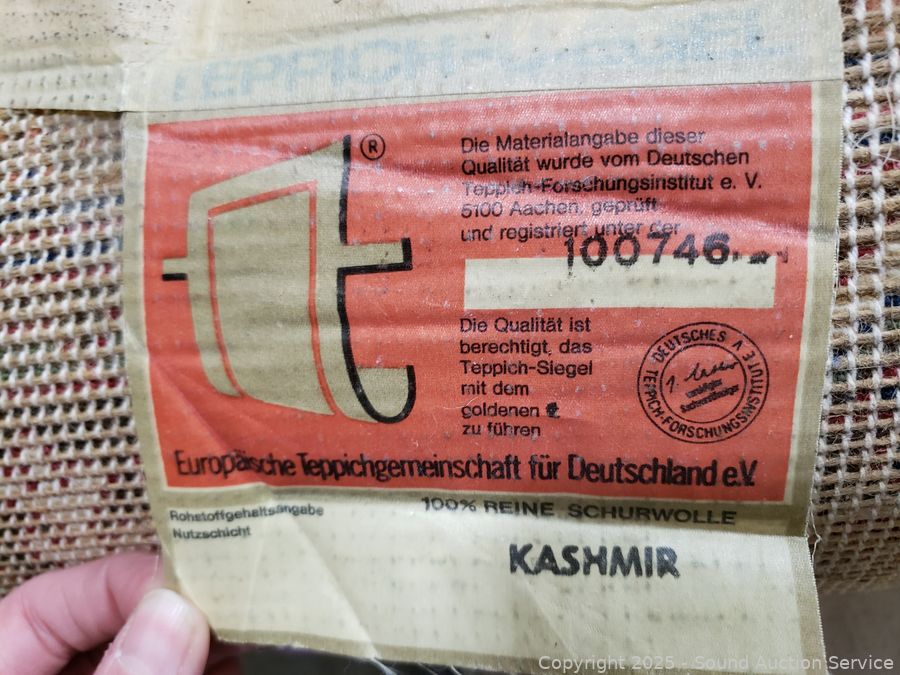 TEPPICH-
®
Die Materialangabe dieser
Qualität wurde vom Deutschen
Teppich-Forschungsinstitut e. V.
5100 Aachen, geprüft
und registriert unter der
100746
Die Qualität ist
berechtigt, das
Teppich-Siegel
mit dem
goldenen t
zu führen
DEUTSCHES
TEPPICH-FORSCHUNGSINSTITUT E V
Europäische Teppichgemeinschaft für Deutschland e.V.
Rohstoffgehaltsangabe
Nutzschicht
100% REINE SCHURWOLLE
KASHMIR
Copyright 2025 - Sound Auction Service